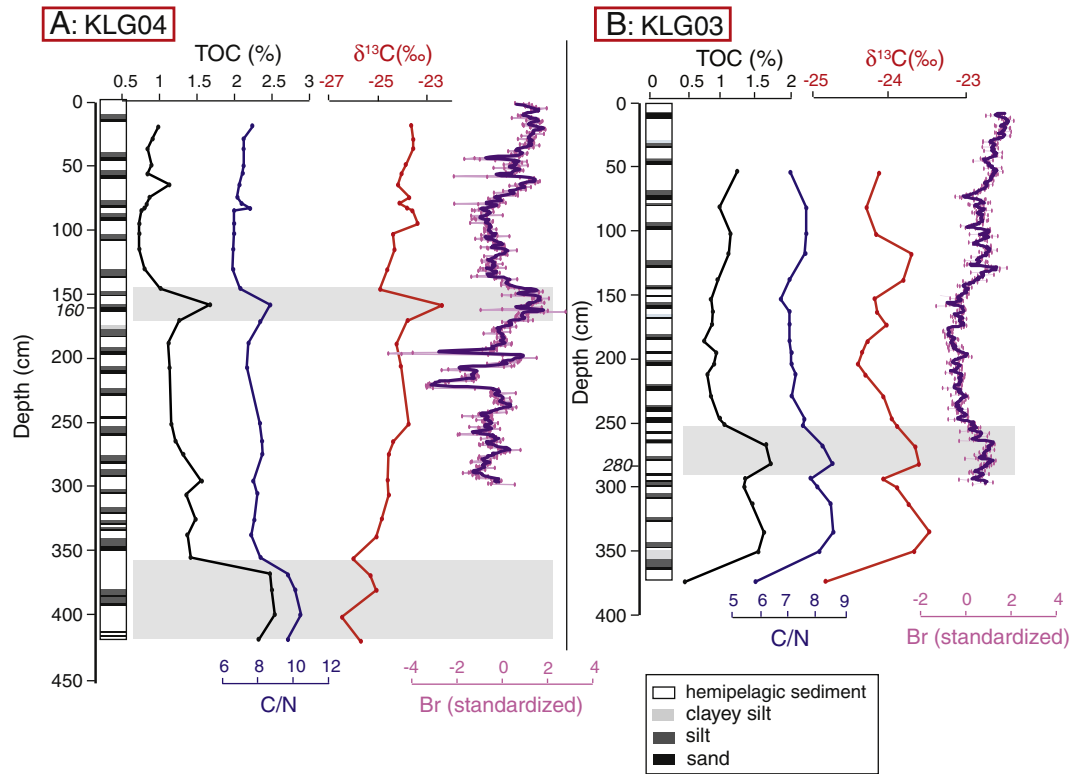 A: KLG04
TOC (%)
δ¹³C(‰)
0.5 1 1.5 2 2.5 3 -27 -25 -23
0
50
100
150
160
200
250
300
350
400
450
Depth (cm)
6 8 10 12
C/N
-4 -2 0 2 4
Br (standardized)
B: KLG03
TOC (%)
δ¹³C(‰)
0 1 2 -25 -24 -23
0
50
100
150
200
250
280
300
350
400
Depth (cm)
5 6 7 8 9
C/N
-2 0 2 4
Br (standardized)
hemipelagic sediment
clayey silt
silt
sand